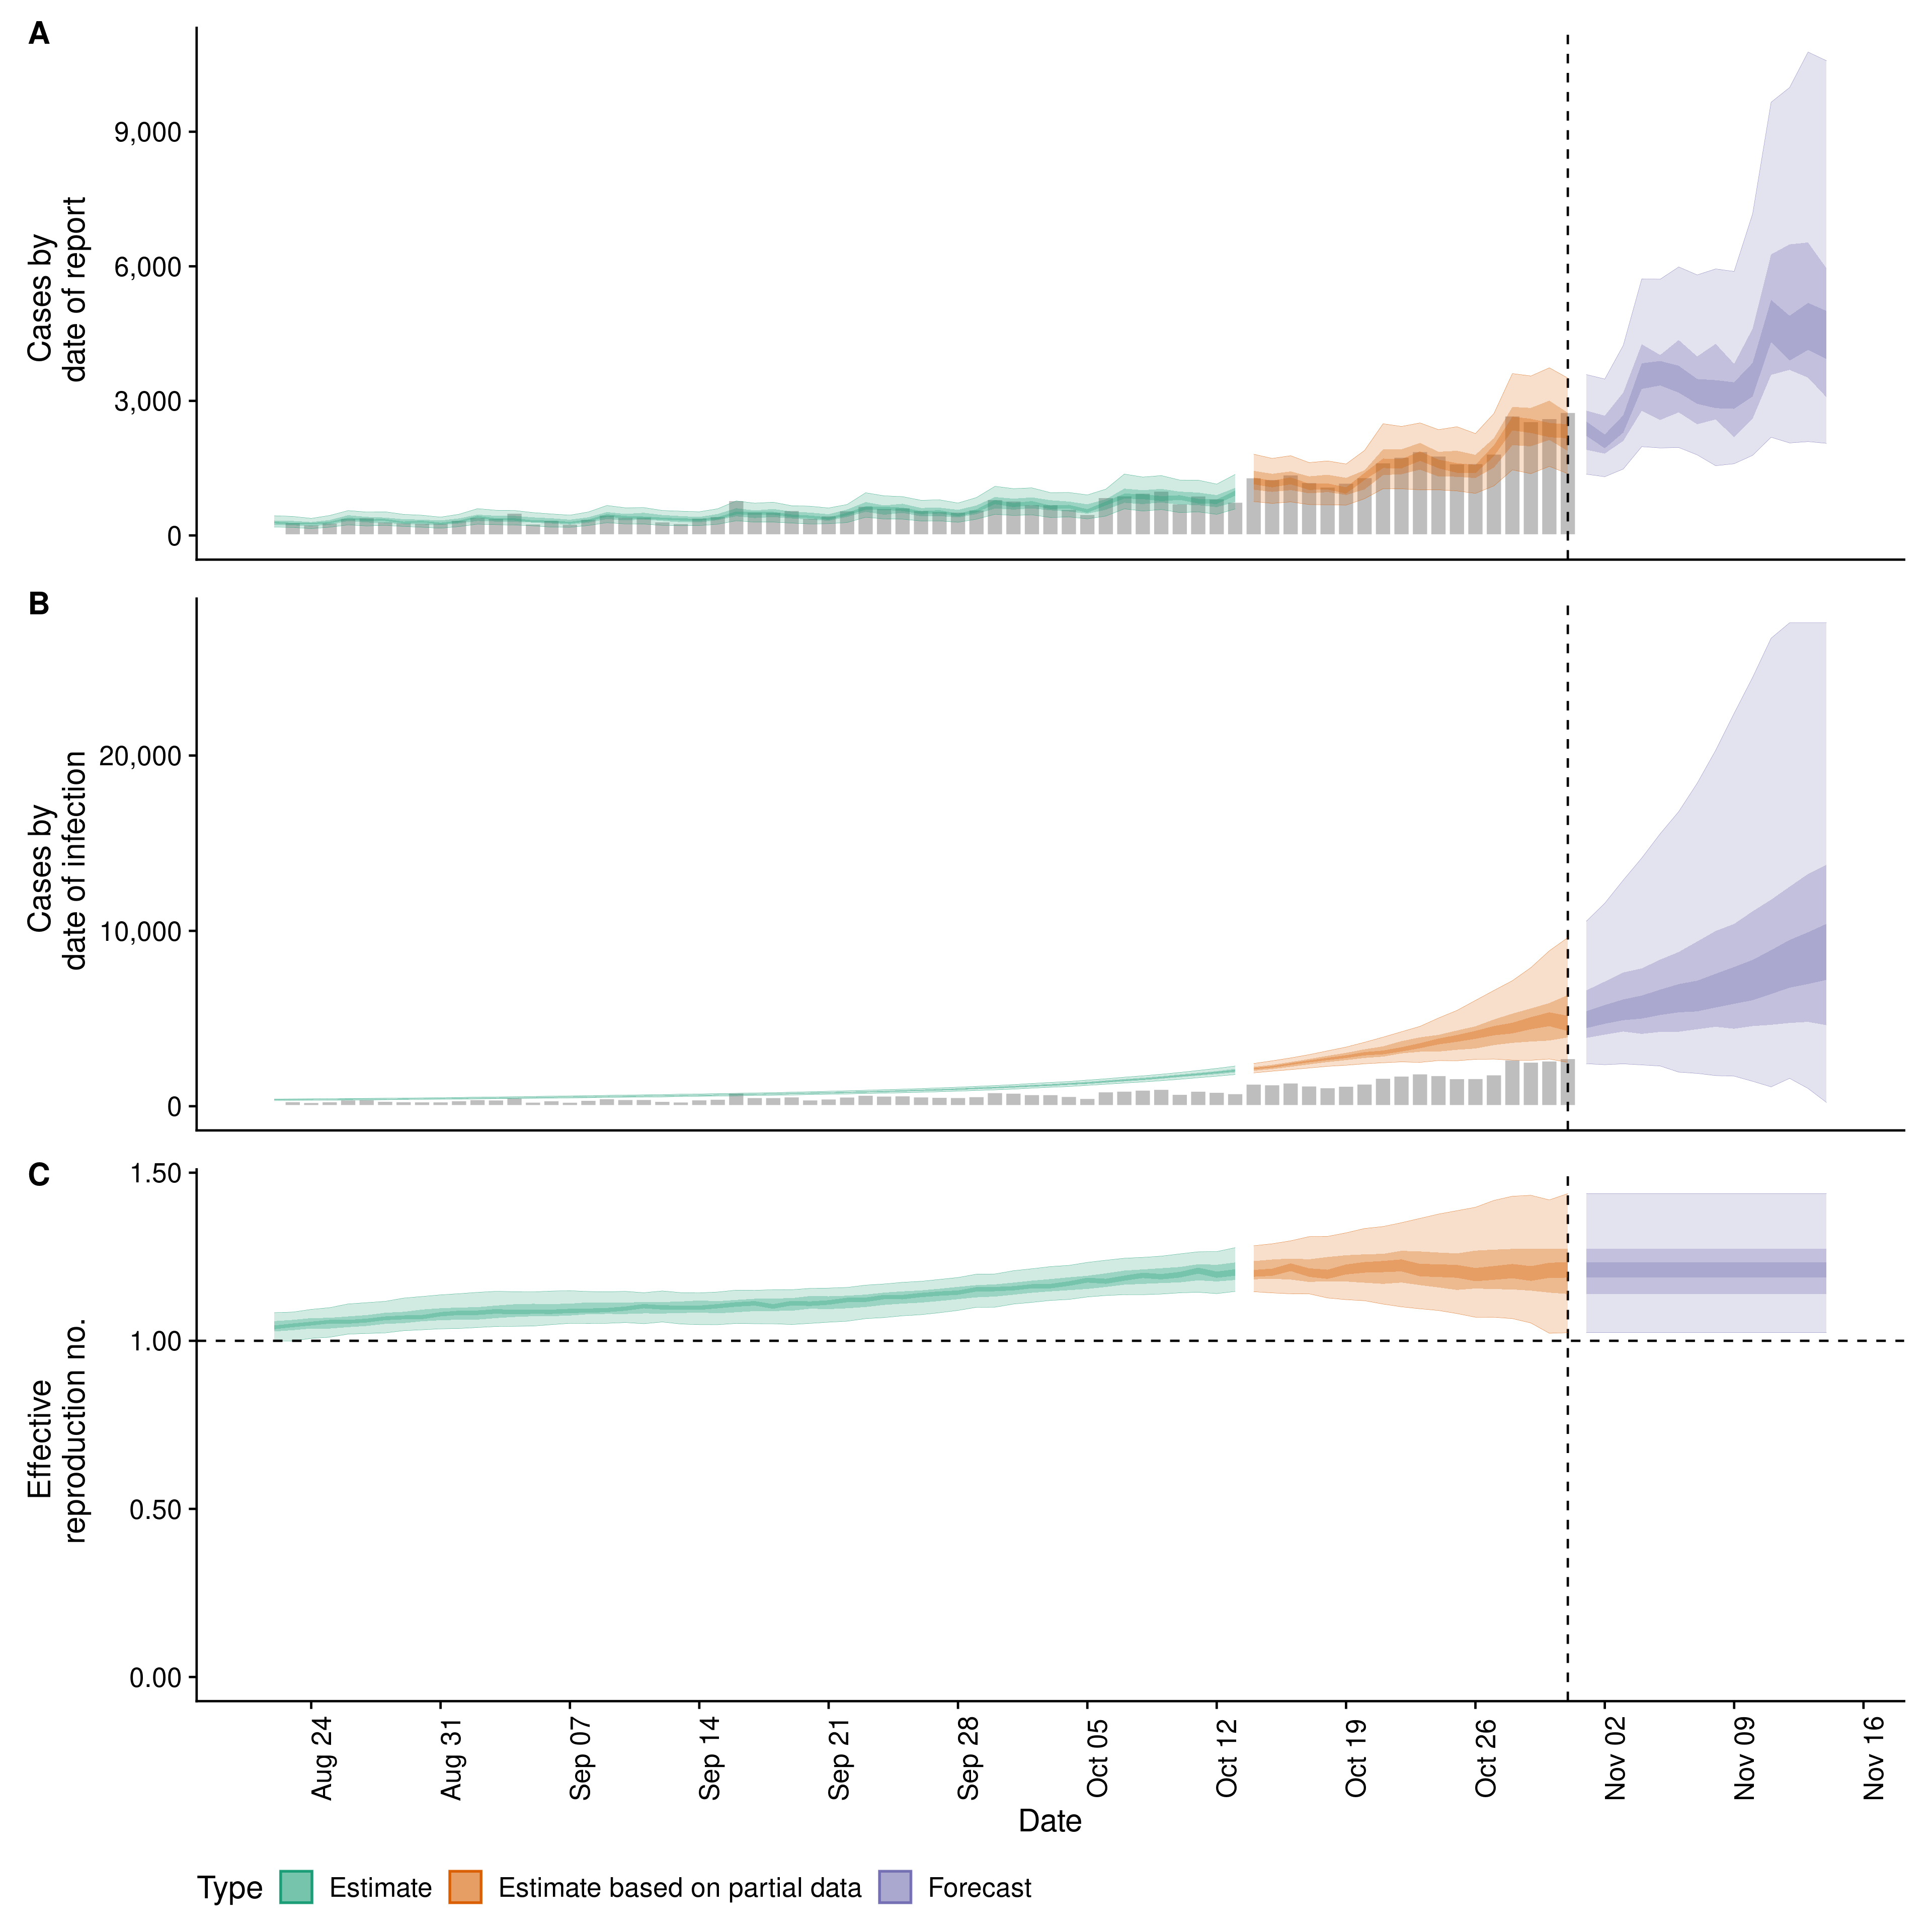 A
9,000
6,000
3,000
0
Cases by
date of report
B
20,000
10,000
0
Cases by
date of infection
C
1.50
1.00
0.50
0.00
Effective
reproduction no.
Aug 24
Aug 31
Sep 07
Sep 14
Sep 21
Sep 28
Oct 05
Oct 12
Oct 19
Oct 26
Nov 02
Nov 09
Nov 16
Date
Type Estimate Estimate based on partial data Forecast